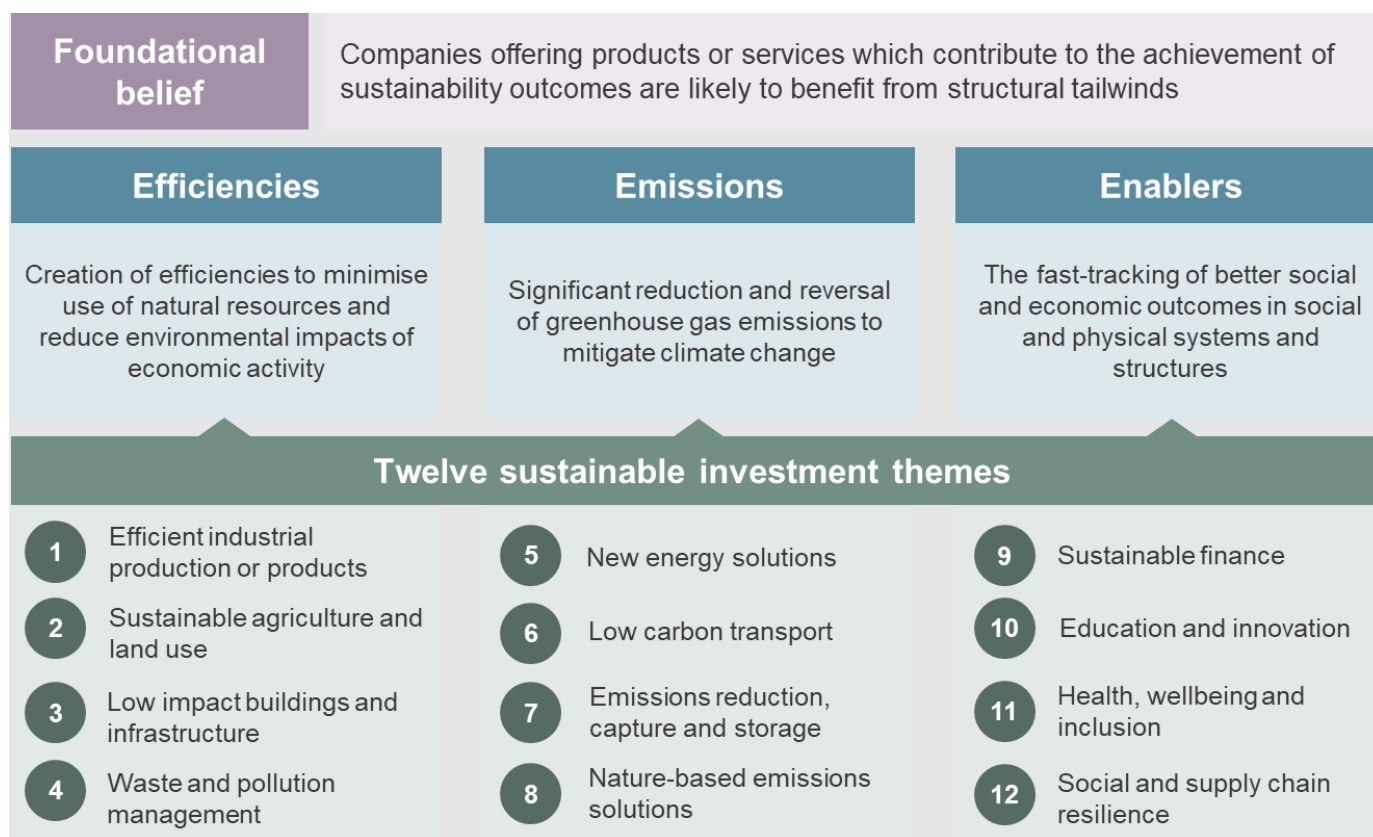 Foundational
belief
Companies offering products or services which contribute to the achievement of
sustainability outcomes are likely to benefit from structural tailwinds
Efficiencies
Creation of efficiencies to minimise
use of natural resources and
reduce environmental impacts of
economic activity
Emissions
Significant reduction and reversal
of greenhouse gas emissions to
mitigate climate change
Enablers
The fast-tracking of better social
and economic outcomes in social
and physical systems and
structures
Twelve sustainable investment themes
1 Efficient industrial
production or products
2 Sustainable agriculture and
land use
3 Low impact buildings and
infrastructure
4 Waste and pollution
management
5 New energy solutions
6 Low carbon transport
7 Emissions reduction,
capture and storage
8 Nature-based emissions
solutions
9 Sustainable finance
10 Education and innovation
11 Health, wellbeing and
inclusion
12 Social and supply chain
resilience